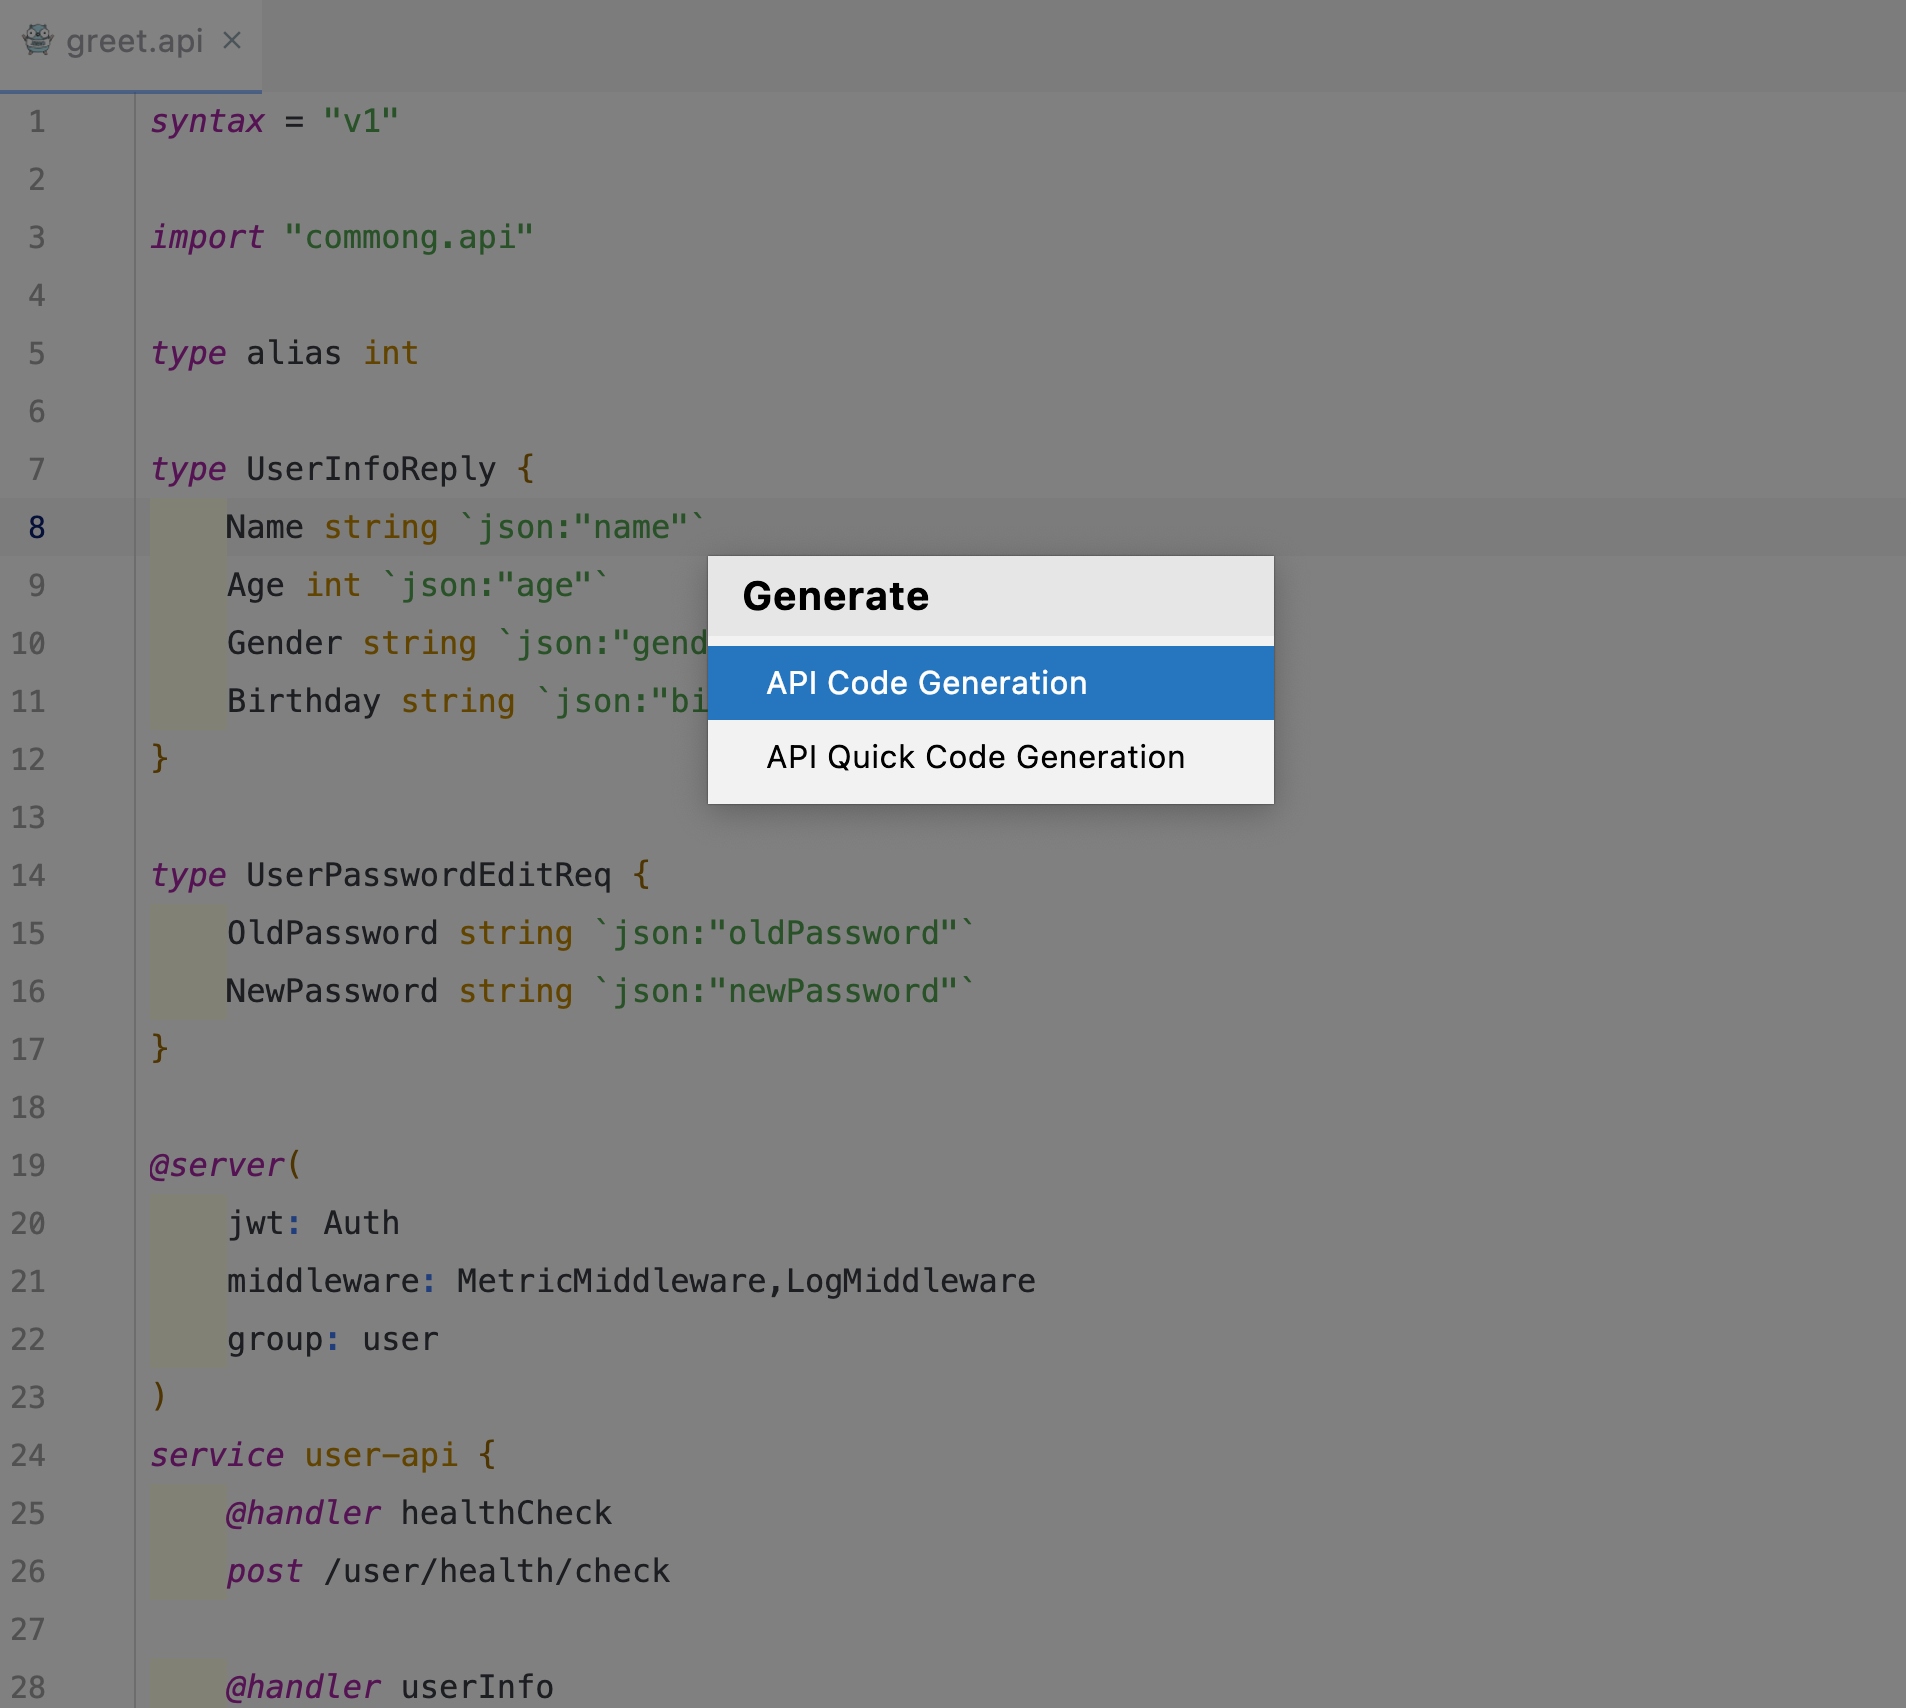 greet.api
1 syntax = "v1"
2
3 import "commong.api"
4
5 type alias int
6
7 type UserInfoReply {
8 Name string `json:"name"`
9 Age int `json:"age"`
10 Gender string `json:"gend
11 Birthday string `json:"bi
12 }
Generate
API Code Generation
API Quick Code Generation
13
14 type UserPasswordEditReq {
15 OldPassword string `json:"oldPassword"`
16 NewPassword string `json:"newPassword"`
17 }
18
19 @server(
20 jwt: Auth
21 middleware: MetricMiddleware,LogMiddleware
22 group: user
23 )
24 service user-api {
25 @handler healthCheck
26 post /user/health/check
27
28 @handler userInfo